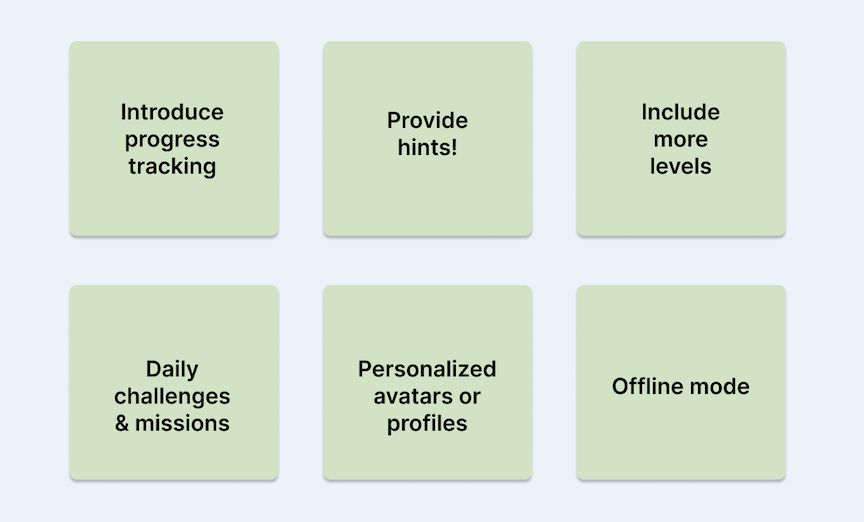 Introduce
progress
tracking
Provide
hints!
Include
more
levels
Daily
challenges
& missions
Personalized
avatars or
profiles
Offline mode